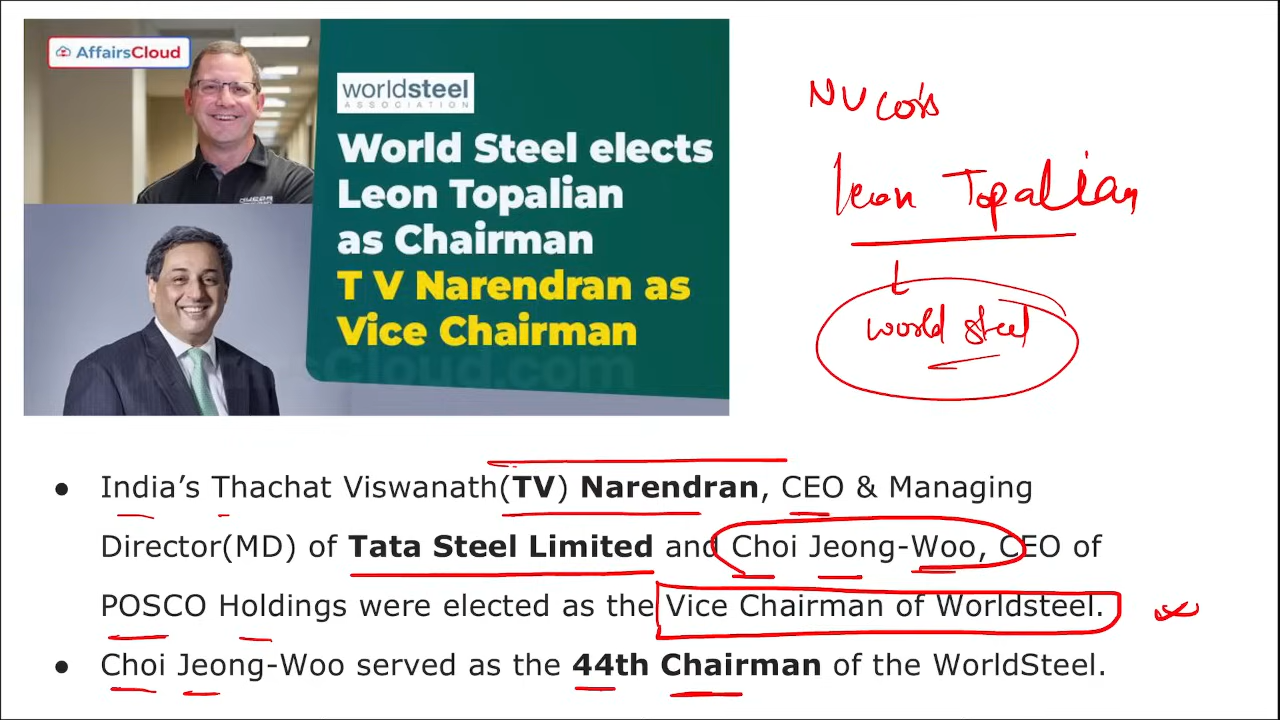 AffairsCloud
worldsteel
ASSOCIATION
World Steel elects
Leon Topalian
as Chairman
T V Narendran as
Vice Chairman
leon Topalian
world steel
● India's Thachat Viswanath(TV) Narendran, CEO & Managing
Director(MD) of Tata Steel Limited and Choi Jeong-Woo, CEO of
POSCO Holdings were elected as the Vice Chairman of Worldsteel.
● Choi Jeong-Woo served as the 44th Chairman of the WorldSteel.